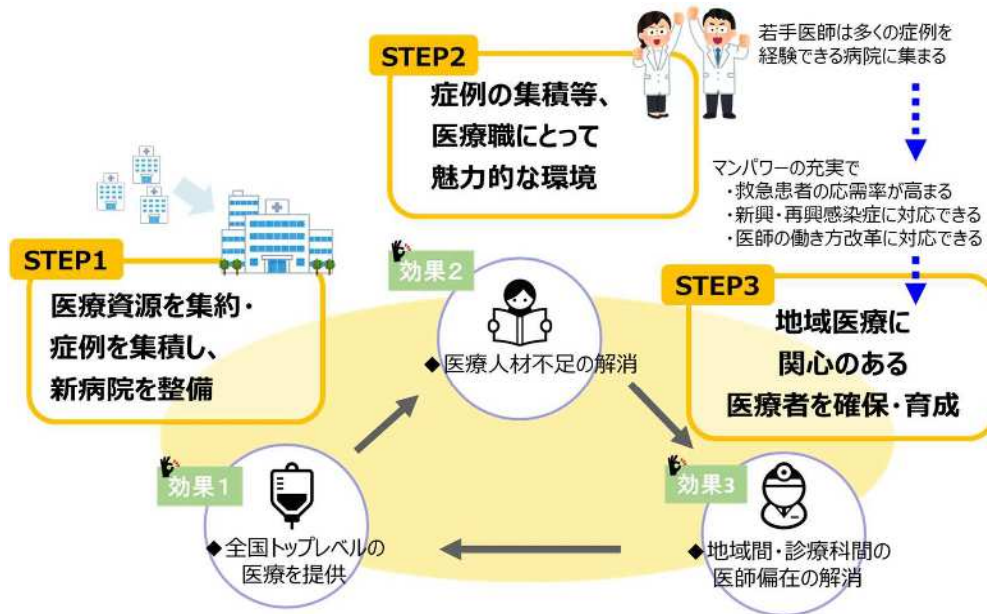 STEP1
医療資源を集約・
症例を集積し、
新病院を整備
STEP2
症例の集積等、
医療職にとって
魅力的な環境
若手医師は多くの症例を
経験できる病院に集まる
マンパワーの充実で
・救急患者の応需率が高まる
・新興・再興感染症に対応できる
・医師の働き方改革に対応できる
STEP3
地域医療に
関心のある
医療者を確保・育成
効果1
◆全国トップレベルの
医療を提供
効果2
◆医療人材不足の解消
効果3
◆地域間・診療科間の
医師偏在の解消